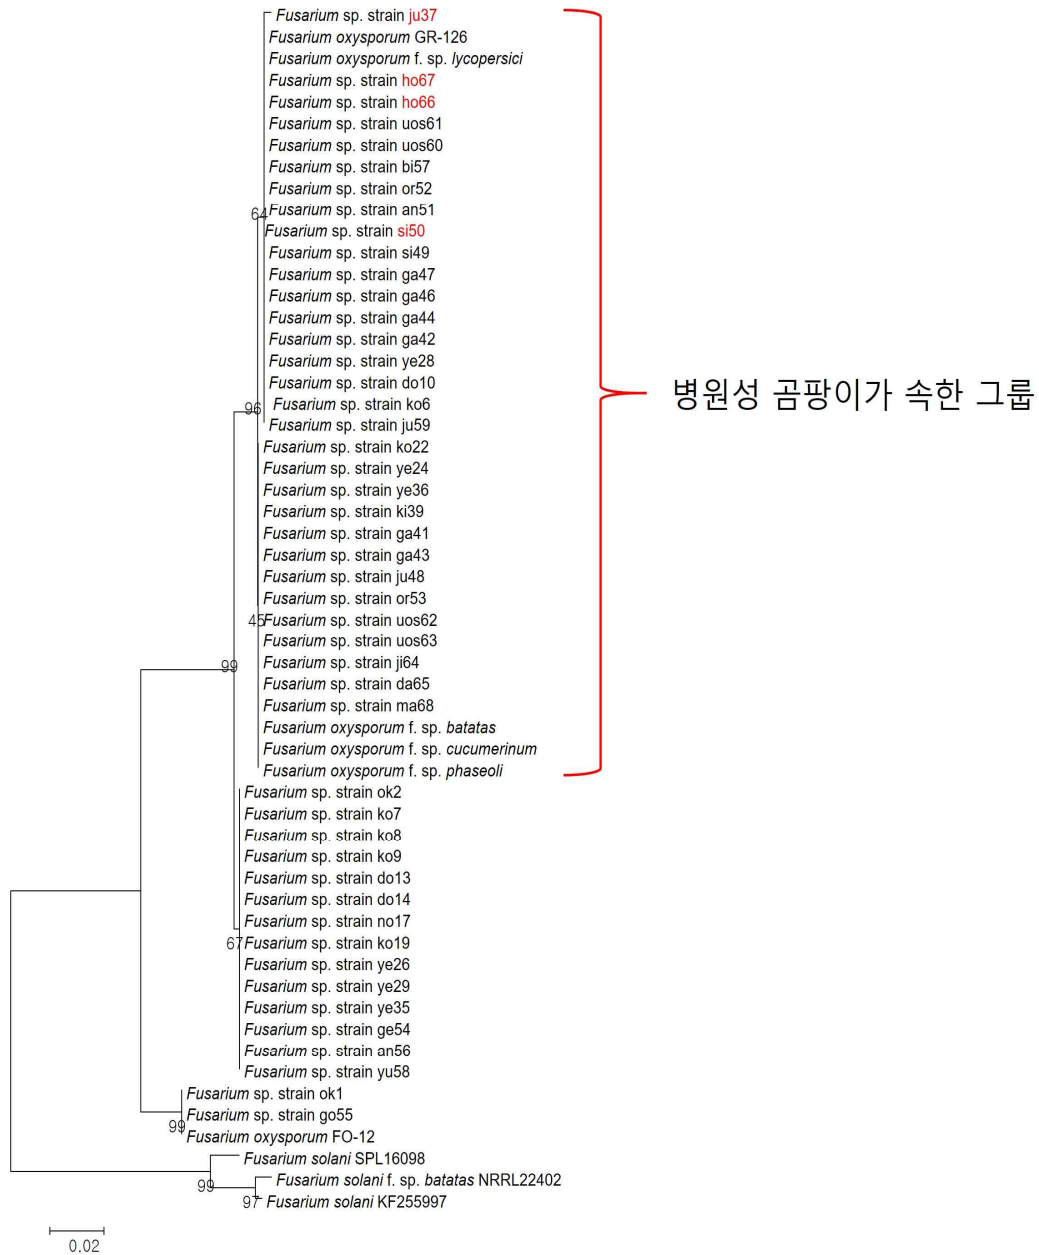 Fusarium sp. strain ju37
Fusarium oxysporum GR-126
Fusarium oxysporum f. sp. lycopersici
Fusarium sp. strain ho67
Fusarium sp. strain ho66
Fusarium sp. strain uos61
Fusarium sp. strain uos60
Fusarium sp. strain bi57
Fusarium sp. strain or52
Fusarium sp. strain an51
64
Fusarium sp. strain si50
Fusarium sp. strain si49
Fusarium sp. strain ga47
Fusarium sp. strain ga46
Fusarium sp. strain ga44
Fusarium sp. strain ga42
Fusarium sp. strain ye28
Fusarium sp. strain do10
병원성 곰팡이가 속한 그룹
Fusarium sp. strain ko6
96
Fusarium sp. strain ju59
Fusarium sp. strain ko22
Fusarium sp. strain ye24
Fusarium sp. strain ye36
Fusarium sp. strain ki39
Fusarium sp. strain ga41
Fusarium sp. strain ga43
Fusarium sp. strain ju48
Fusarium sp. strain or53
45
Fusarium sp. strain uos62
Fusarium sp. strain uos63
Fusarium sp. strain ji64
99
Fusarium sp. strain da65
Fusarium sp. strain ma68
Fusarium oxysporum f. sp. batatas
Fusarium oxysporum f. sp. cucumerinum
Fusarium oxysporum f. sp. phaseoli
Fusarium sp. strain ok2
Fusarium sp. strain ko7
Fusarium sp. strain ko8
Fusarium sp. strain ko9
Fusarium sp. strain do13
Fusarium sp. strain do14
Fusarium sp. strain no17
67
Fusarium sp. strain ko19
Fusarium sp. strain ye26
Fusarium sp. strain ye29
Fusarium sp. strain ye35
Fusarium sp. strain ge54
Fusarium sp. strain an56
Fusarium sp. strain yu58
Fusarium sp. strain ok1
Fusarium sp. strain go55
99
Fusarium oxysporum FO-12
Fusarium solani SPL16098
99
Fusarium solani f. sp. batatas NRRL22402
97
Fusarium solani KF255997
0.02